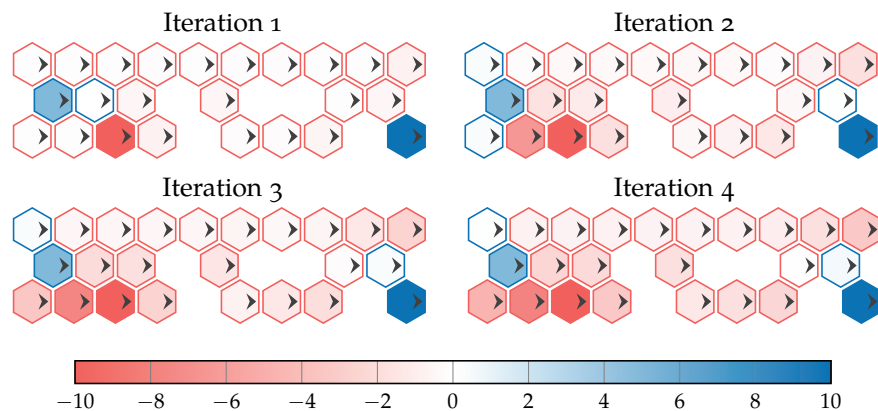 Iteration 1
Iteration 2
Iteration 3
Iteration 4
−10 −8 −6 −4 −2 0 2 4 6 8 10